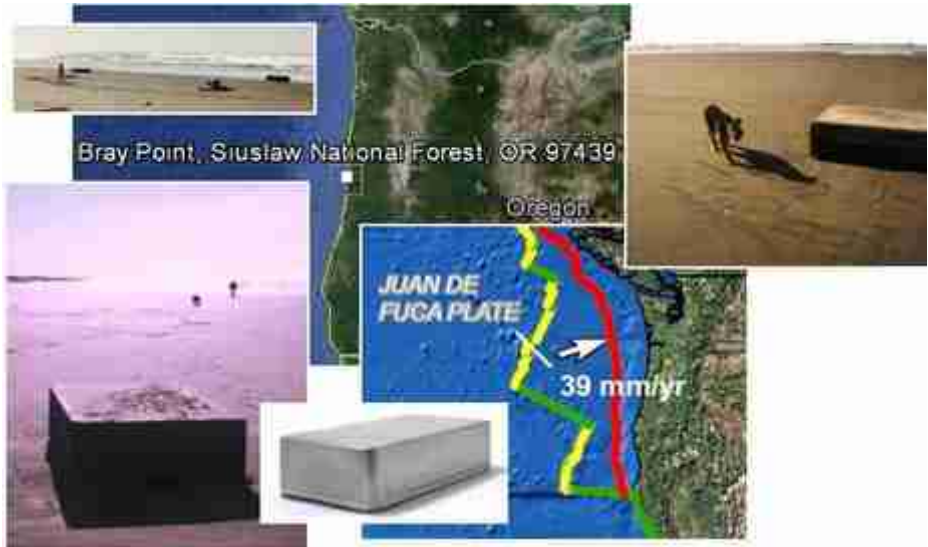 Bray Point, Siuslaw National Forest, OR 97439
Oregon
JUAN DE
FUCA PLATE
39 mm/yr